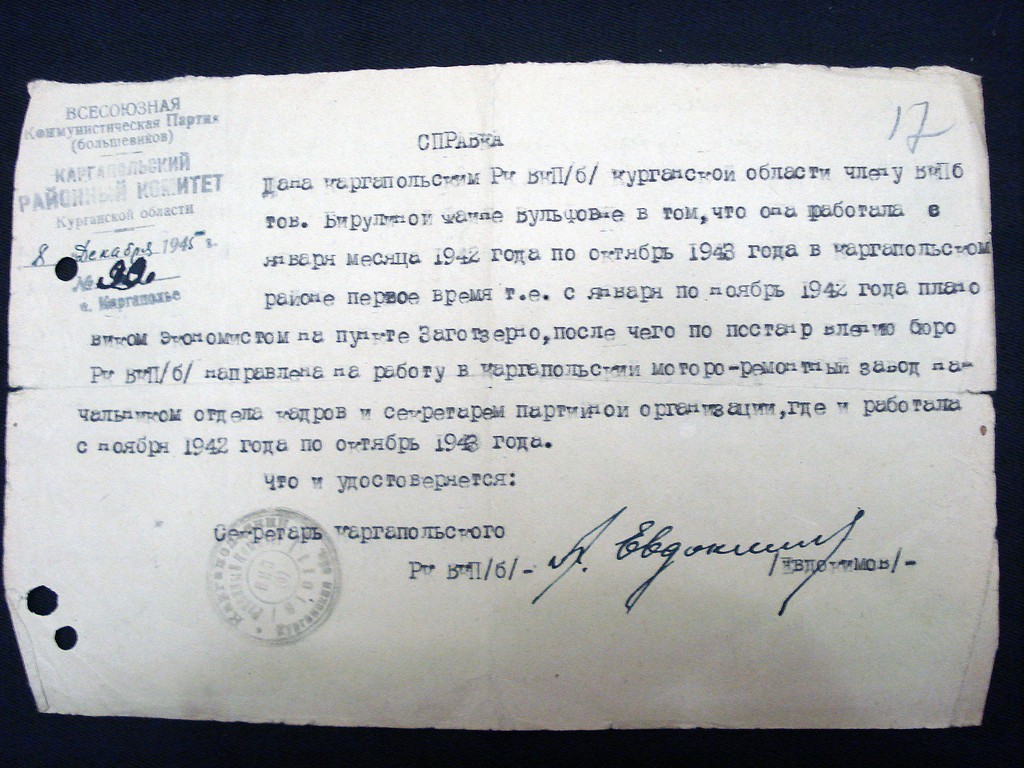 ВСЕСОЮЗНАЯ
Коммунистическая Партия
(большевиков)
КАРГАПОЛЬСКИЙ
РАЙОННЫЙ КОМИТЕТ
Курганской области
8 Декабря 1945 г.
№
с. Каргаполье
17
СПРАВКА
Дана каргапольским Рк вкП/б/ курганской области члену вкПб
тов. Бирулиной Вульфовне в том, что она работала с
января месяца 1942 года по октябрь 1943 года в каргапольском
районе первое время т.е. с января по ноябрь 1942 года плано
виком экономистом на пункте Заготзерно, после чего по постановлению бюро
Рк вкП/б/ направлена на работу в каргапольский моторо-ремонтный завод на-
чальником отдела кадров и секретарем партийной организации, где и работала
с ноября 1942 года по октябрь 1943 года.
Что и удостоверяется:
Секретарь каргапольского
Рк вкП/б/- А. Евдокимов /Евдокимов/-